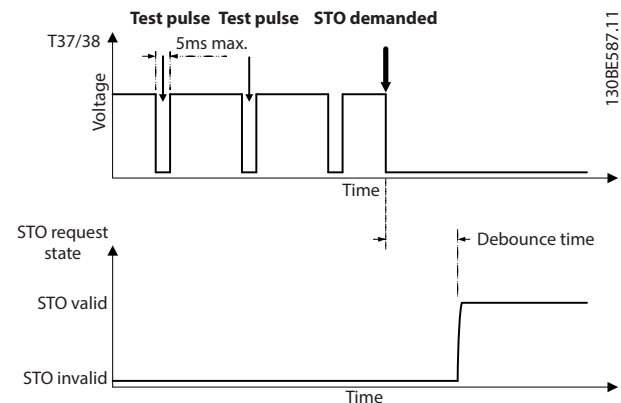 Test pulse Test pulse STO demanded
T37/38
5ms max.
Voltage
Time
130BE587.11
STO request
state
Debounce time
STO valid
STO invalid
Time